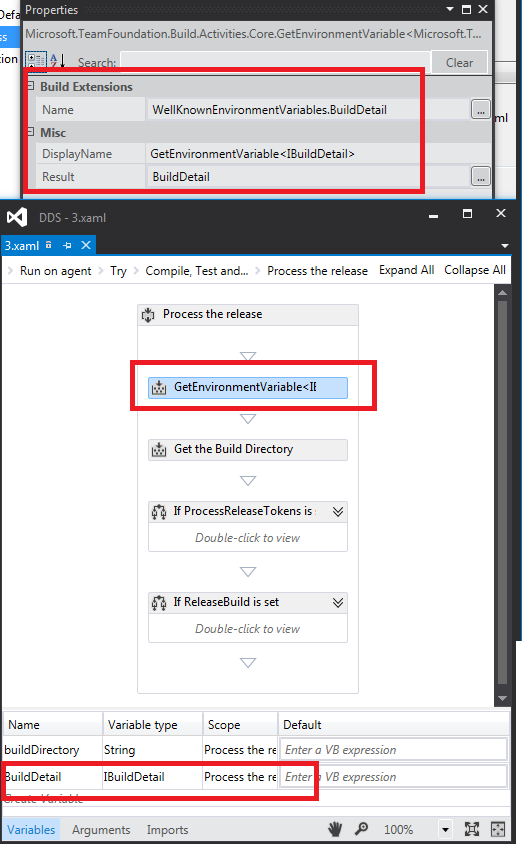 Properties
Defa
Microsoft.TeamFoundation.Build.Activities.Core.GetEnvironmentVariable<Microsoft.T...
ss
tion
Search:
Clear
Build Extensions
Name
WellKnownEnvironmentVariables.BuildDetail
...
ml
Misc
DisplayName
GetEnvironmentVariable<IBuildDetail>
Result
BuildDetail
...
DDS - 3.xaml
3.xaml
Run on agent
Try
Compile, Test and...
Process the release
Expand All
Collapse All
Process the release
GetEnvironmentVariable<IB
Get the Build Directory
If ProcessReleaseTokens is
Double-click to view
If ReleaseBuild is set
Double-click to view
Name
Variable type
Scope
Default
buildDirectory
String
Process the re
Enter a VB expression
BuildDetail
IBuildDetail
Process the re
Enter a VB expression
Create Variable
Variables
Arguments
Imports
100%